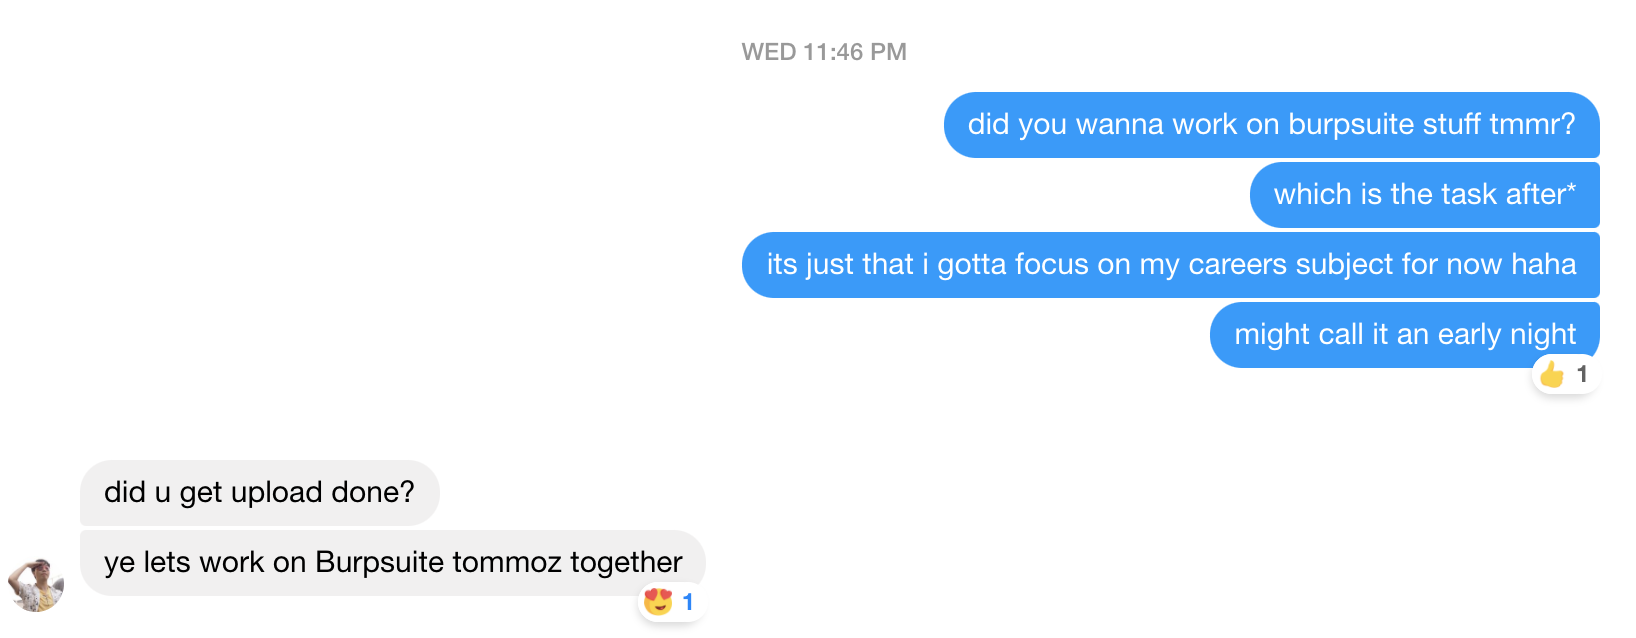 WED 11:46 PM
did you wanna work on burpsuite stuff tmmr?
which is the task after*
its just that i gotta focus on my careers subject for now haha
might call it an early night
1
did u get upload done?
ye lets work on Burpsuite tommoz together
1